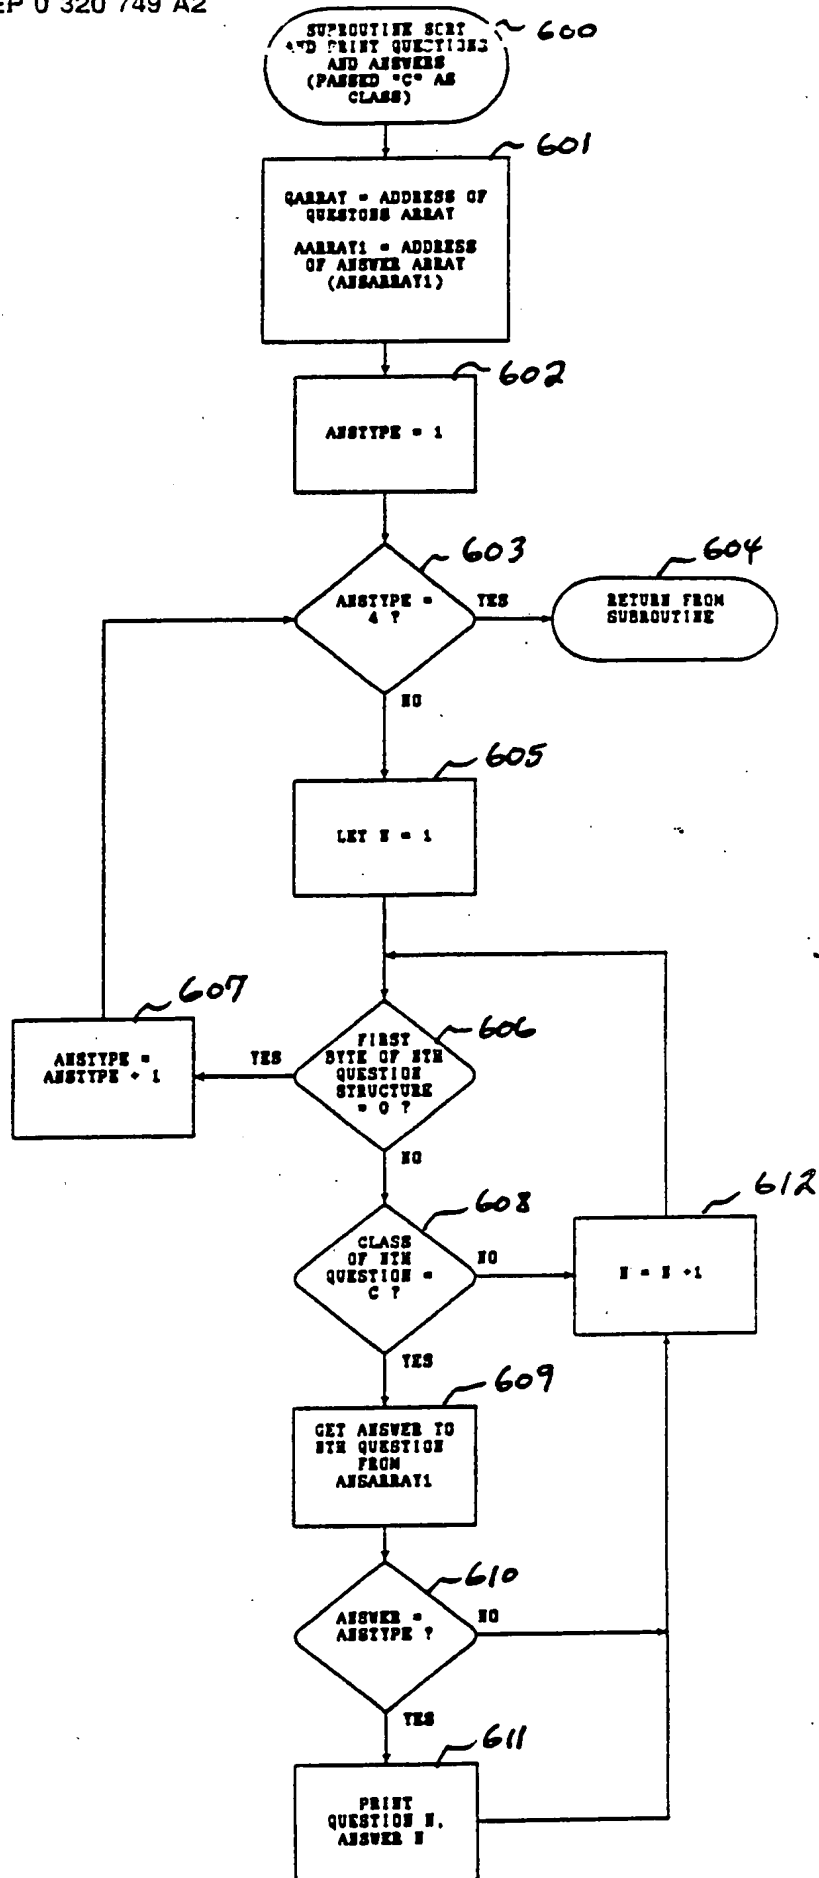 EP 0 320 749 A2
SUBROUTINE SORT
AND PRINT QUESTIONS
AND ANSWERS
(PASSED "C" AS
CLASS)
600
601
QARRAY = ADDRESS OF
QUESTONS ARRAY
AARRAY1 = ADDRESS
OF ANSWER ARRAY
(ANSARRAY1)
602
ANSTYPE = 1
603
ANSTYPE =
4 ?
YES
604
RETURN FROM
SUBROUTINE
NO
605
LET N = 1
607
ANSTYPE =
ANSTYPE + 1
YES
606
FIRST
BYTE OF NTH
QUESTION
STRUCTURE
= 0 ?
NO
608
CLASS
OF NTH
QUESTION =
C ?
NO
612
N = N +1
YES
609
GET ANSWER TO
NTH QUESTION
FROM
ANSARRAY1
610
ANSWER =
ANSTYPE ?
NO
YES
611
PRINT
QUESTION N,
ANSWER N